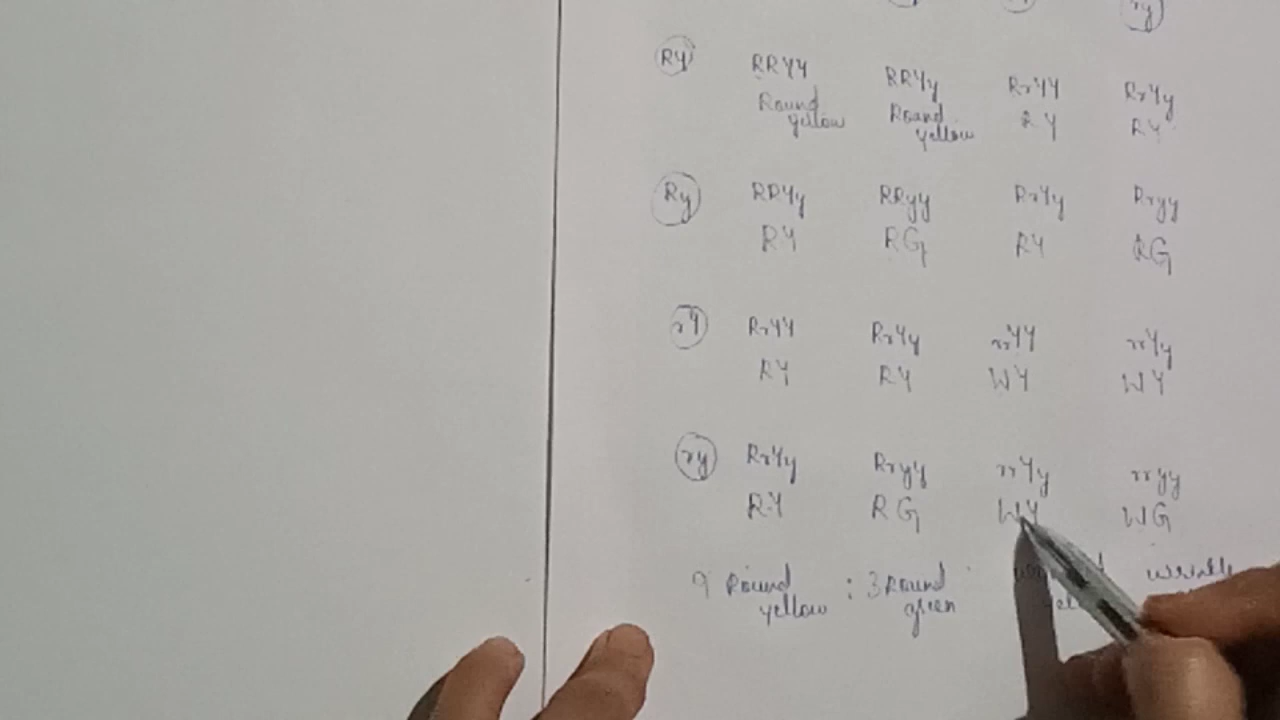 ry
RY RRYY RRYy RrYY RrYy
Round yellow Round yellow RY RY
Ry RRYy RRyy RrYy Rryy
RY RG RY RG
rY RrYY RrYy rrYY rrYy
RY RY WY WY
ry RrYy Rryy rrYy rryy
RY RG WY WG
9 Round : 3 Round
yellow green